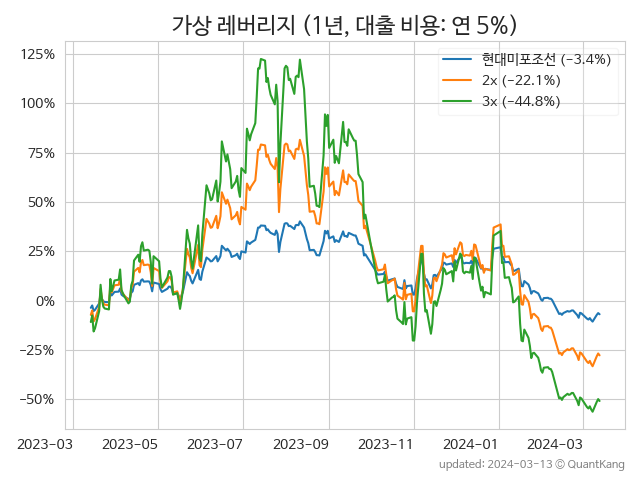 가상 레버리지 (1년, 대출 비용: 연 5%)
현대미포조선 (−3.4%)
2x (−22.1%)
3x (−44.8%)
125%
100%
75%
50%
25%
0%
−25%
−50%
2023-03 2023-05 2023-07 2023-09 2023-11 2024-01 2024-03
updated: 2024-03-13 © QuantKang